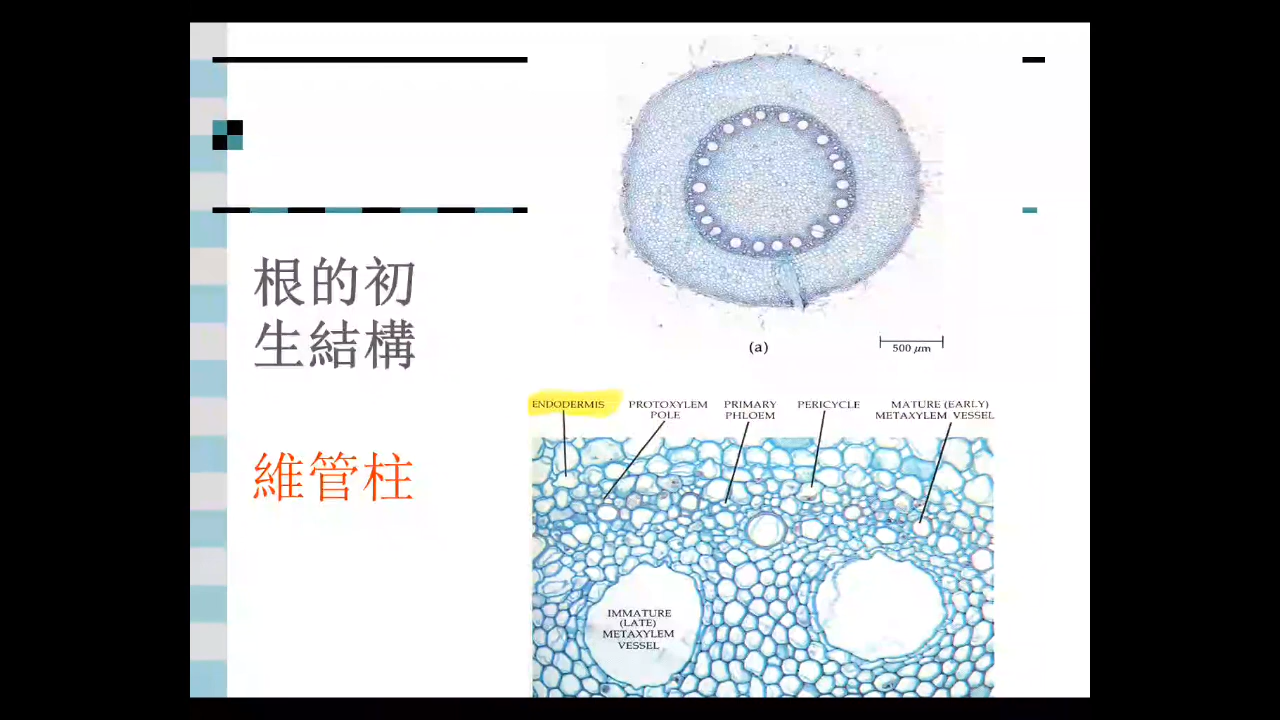 根的初
生結構
維管柱
(a)
500 μm
ENDODERMIS
PROTOXYLEM
POLE
PRIMARY
PHLOEM
PERICYCLE
MATURE (EARLY)
METAXYLEM VESSEL
IMMATURE
(LATE)
METAXYLEM
VESSEL